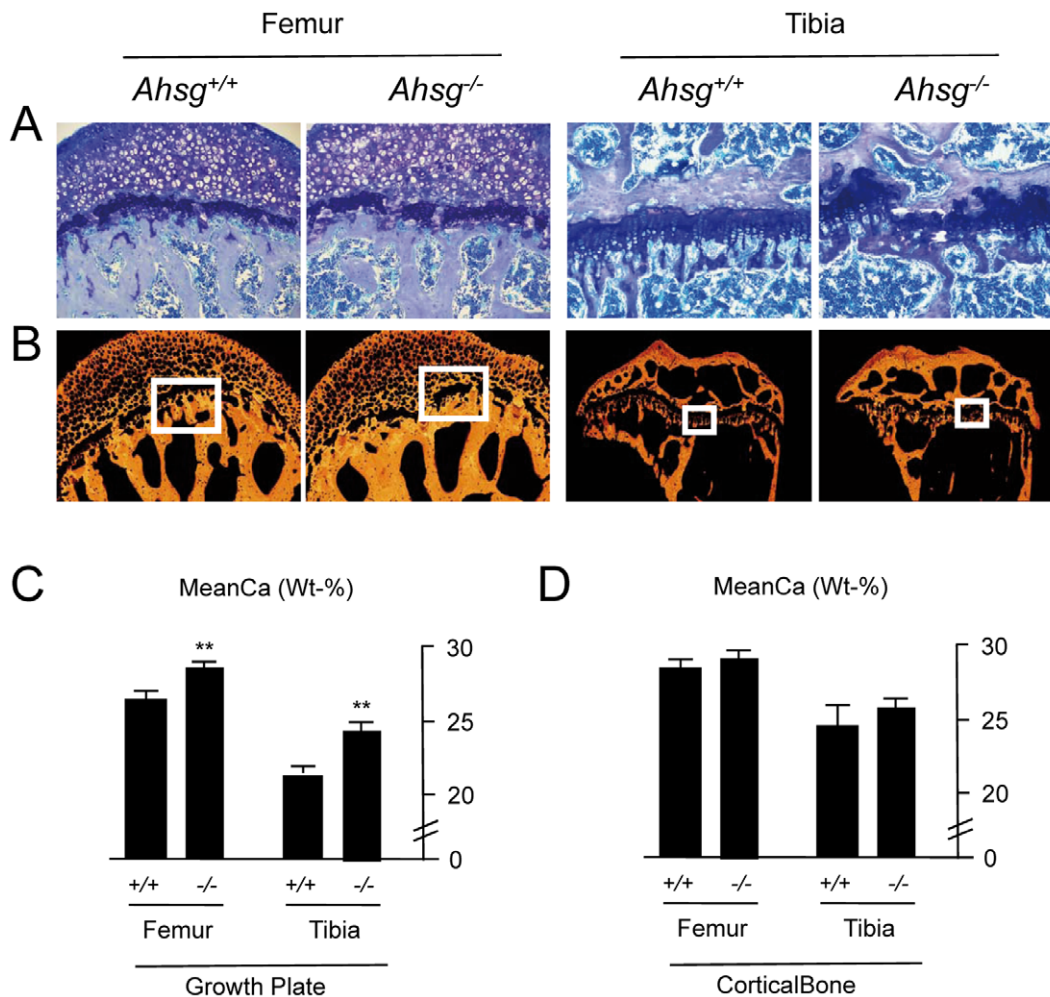 Femur Tibia
Ahsg+/+ Ahsg-/- Ahsg+/+ Ahsg-/-
A
B
C D
MeanCa (Wt-%) MeanCa (Wt-%)
** 30 30
** 25 25
20 20
0 0
+/+ -/- +/+ -/- +/+ -/- +/+ -/-
Femur Tibia Femur Tibia
Growth Plate CorticalBone